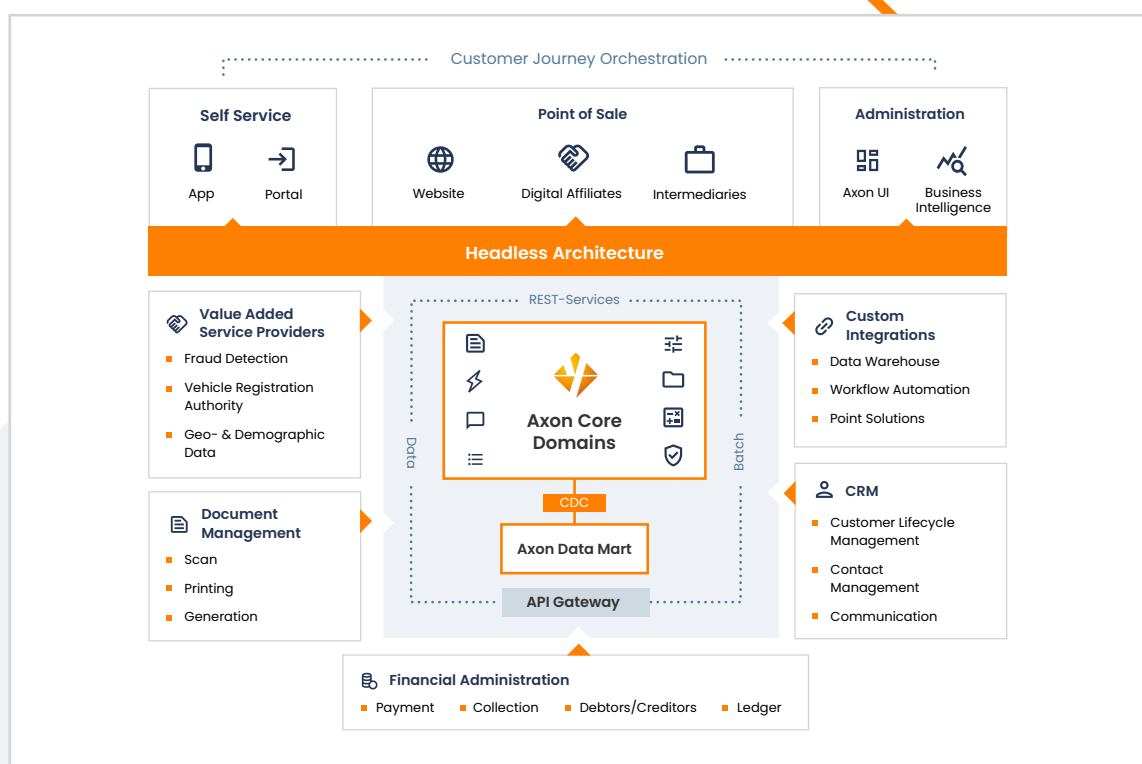 Customer Journey Orchestration
Self Service
App
Portal
Point of Sale
Website
Digital Affiliates
Intermediaries
Administration
Axon UI
Business
Intelligence
Headless Architecture
Value Added
Service Providers
Fraud Detection
Vehicle Registration
Authority
Geo- & Demographic
Data
Document
Management
Scan
Printing
Generation
REST-Services
Data
Batch
Axon Core
Domains
CDC
Axon Data Mart
API Gateway
Custom
Integrations
Data Warehouse
Workflow Automation
Point Solutions
CRM
Customer Lifecycle
Management
Contact
Management
Communication
Financial Administration
Payment
Collection
Debtors/Creditors
Ledger